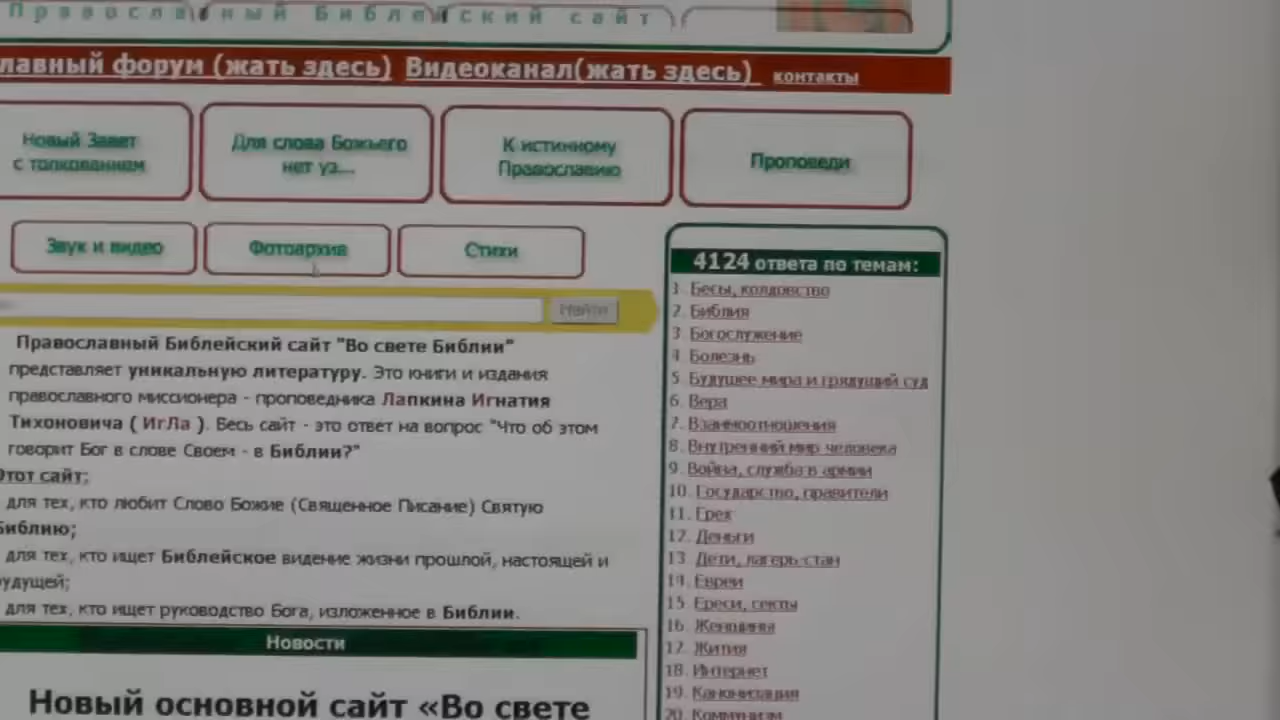 Православный Библейский сайт
лавный форум (жать здесь) Видеоканал(жать здесь) контакты
Новый Завет
с толкованием
Для слова Божьего
нет уз...
К истинному
Православию
Проповеди
Звук и видео
Фотоархив
Стихи
Найти
Православный Библейский сайт "Во свете Библии"
представляет уникальную литературу. Это книги и издания
православного миссионера - проповедника Лапкина Игнатия
Тихоновича ( ИгЛа ). Весь сайт - это ответ на вопрос "Что об этом
говорит Бог в слове Своем - в Библии?"
Этот сайт:
для тех, кто любит Слово Божие (Священное Писание) Святую
Библию;
для тех, кто ищет Библейское видение жизни прошлой, настоящей и
будущей;
для тех, кто ищет руководство Бога, изложенное в Библии.
Новости
Новый основной сайт «Во свете
4124 ответа по темам:
1. Бесы, колдовство
2. Библия
3. Богослужение
4. Болезнь
5. Будущее мира и грядущий суд
6. Вера
7. Взаимоотношения
8. Внутренний мир человека
9. Война, служба в армии
10. Государство, правители
11. Грех
12. Деньги
13. Дети, лагерь-стан
14. Евреи
15. Ереси, секты
16. Женщины
17. Жития
18. Интернет
19. Канонизация
20. Коммунизм